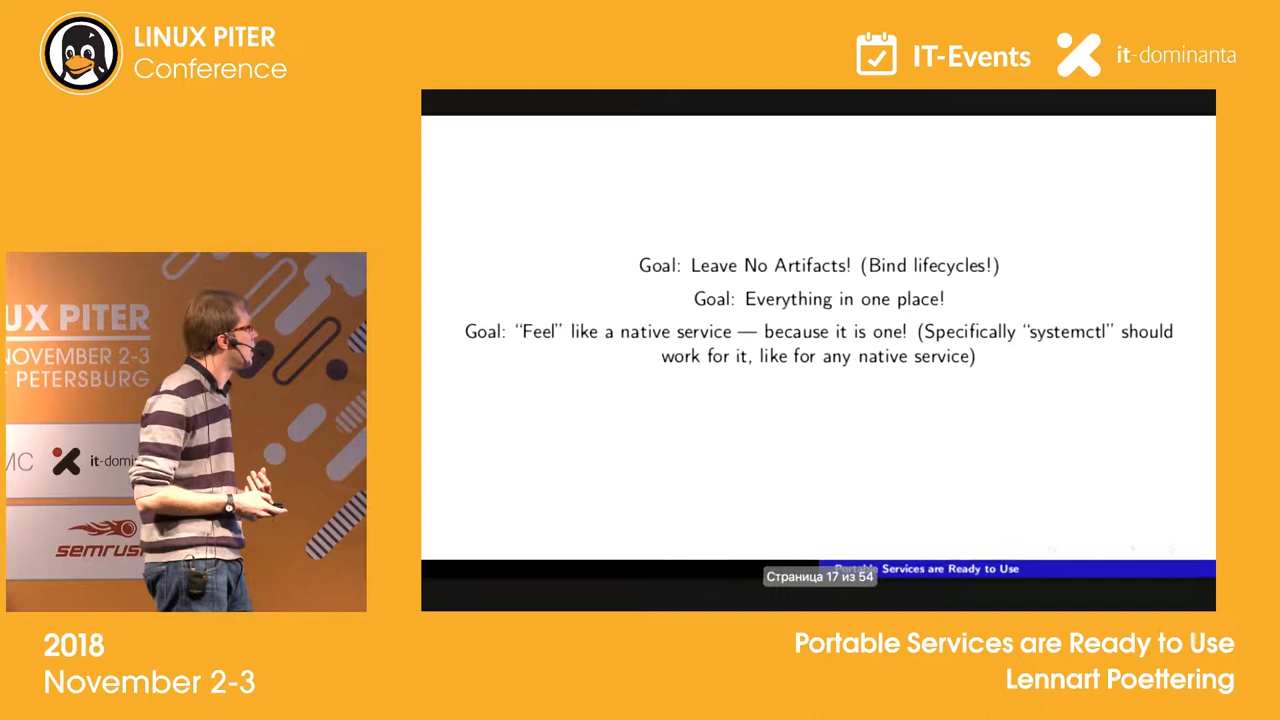 LINUX PITER
Conference
IT-Events
it-dominanta
Goal: Leave No Artifacts! (Bind lifecycles!)
Goal: Everything in one place!
Goal: “Feel” like a native service — because it is one! (Specifically “systemctl” should
work for it, like for any native service)
Portable Services are Ready to Use
Страница 17 из 54
UX PITER
NOVEMBER 2-3
PETERSBURG
MC
it-domi
semrus
2018
November 2-3
Portable Services are Ready to Use
Lennart Poettering